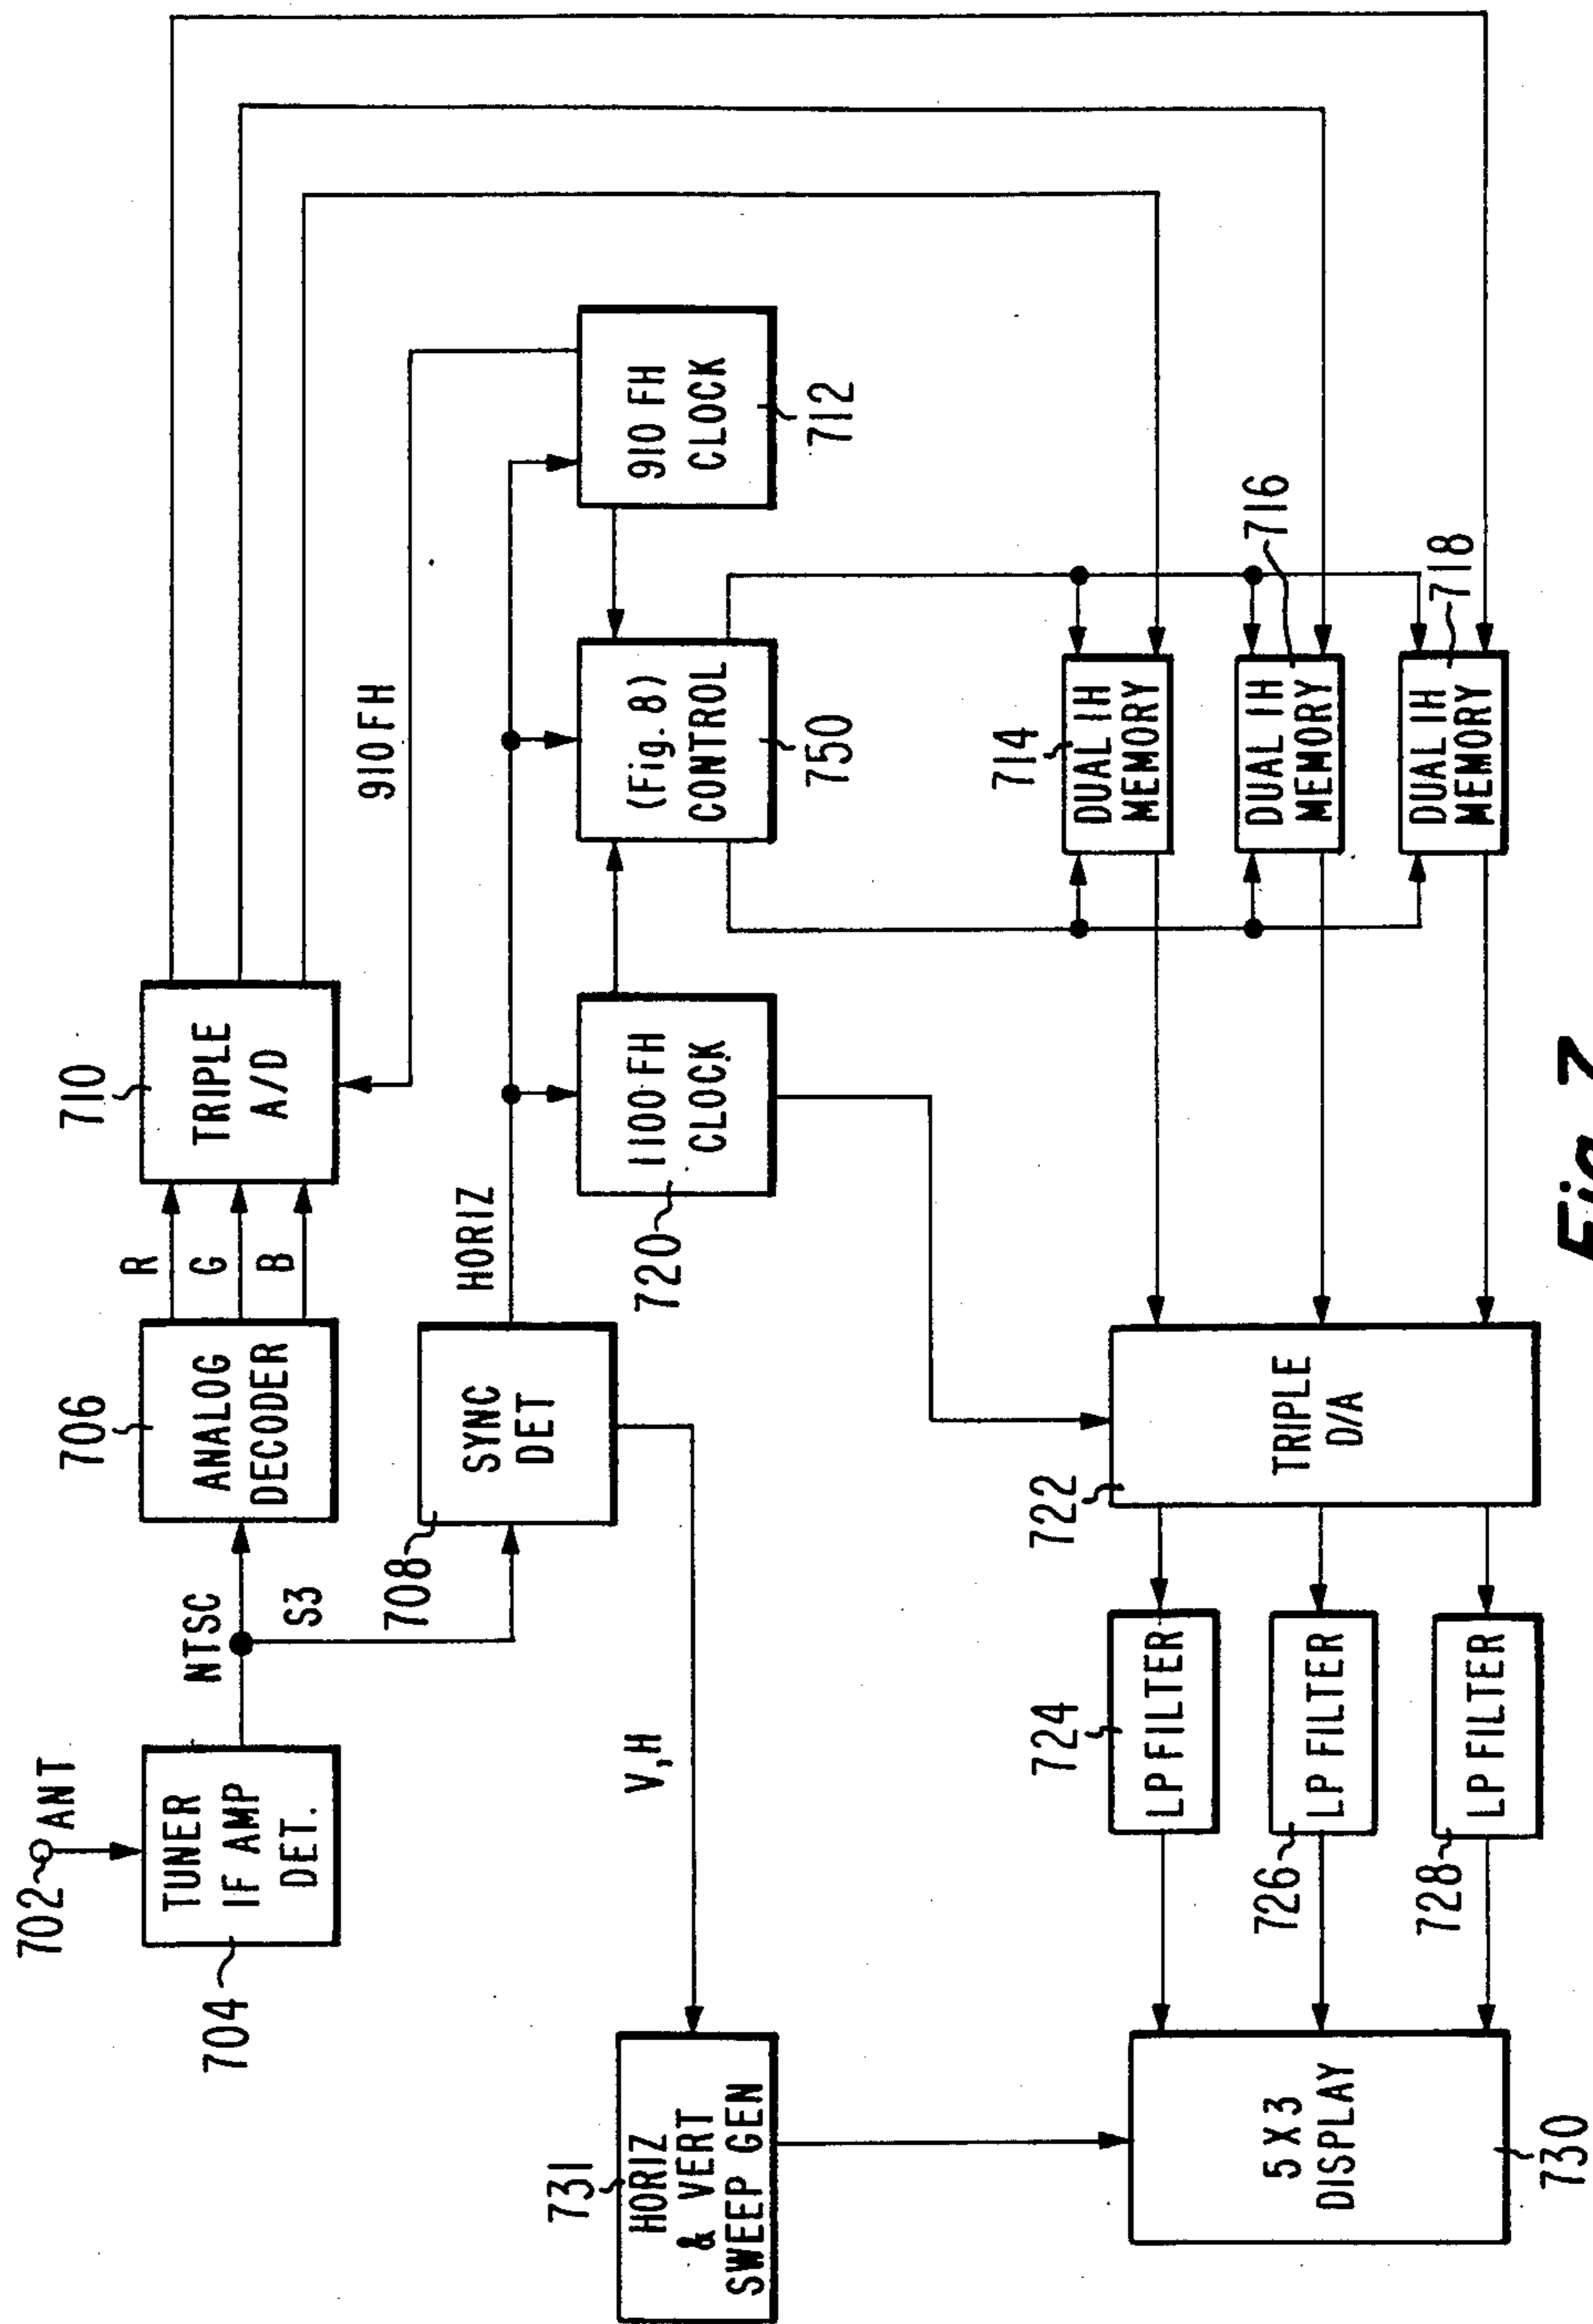 702
ANT
704
TUNER
IF AMP
DET.
NTSC
S3
706
ANALOG
DECODER
R
G
B
710
TRIPLE
A/D
910FH
708
SYNC
DET
HORIZ
V,H
720
1100 FH
CLOCK
(Fig. 8)
CONTROL
750
910 FH
CLOCK
712
731
HORIZ
& VERT
SWEEP GEN
714
DUAL 1H
MEMORY
716
DUAL 1H
MEMORY
718
DUAL 1H
MEMORY
722
TRIPLE
D/A
724
LP FILTER
726
LP FILTER
728
LP FILTER
5 X 3
DISPLAY
730
Fig. 7